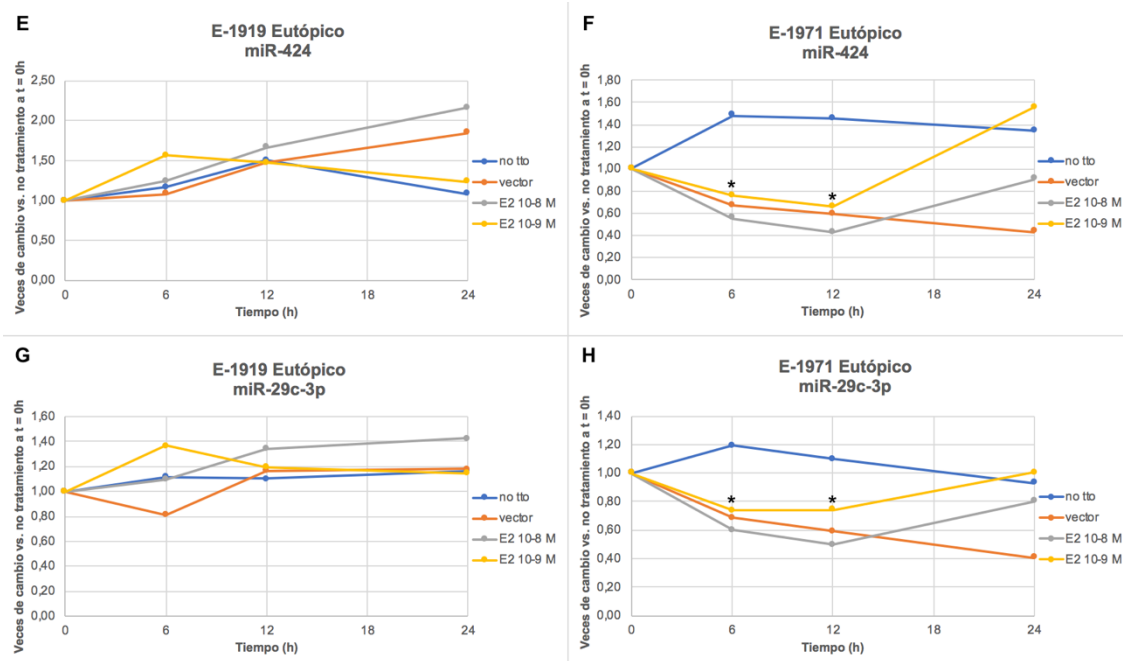 E
E-1919 Eutópico
miR-424
Veces de cambio vs. no tratamiento a t = 0h
2,50
2,00
1,50
1,00
0,50
0,00
0 6 12 18 24
Tiempo (h)
no tto
vector
E2 10-8 M
E2 10-9 M
F
E-1971 Eutópico
miR-424
Veces de cambio vs. no tratamiento a t = 0h
1,80
1,60
1,40
1,20
1,00
0,80
0,60
0,40
0,20
0,00
* *
0 6 12 18 24
Tiempo (h)
no tto
vector
E2 10-8 M
E2 10-9 M
G
E-1919 Eutópico
miR-29c-3p
Veces de cambio vs. no tratamiento a t = 0h
1,60
1,40
1,20
1,00
0,80
0,60
0,40
0,20
0,00
0 6 12 18 24
Tiempo (h)
no tto
vector
E2 10-8 M
E2 10-9 M
H
E-1971 Eutópico
miR-29c-3p
Veces de cambio vs. no tratamiento a t = 0h
1,40
1,20
1,00
0,80
0,60
0,40
0,20
0,00
* *
0 6 12 18 24
Tiempo (h)
no tto
vector
E2 10-8 M
E2 10-9 M